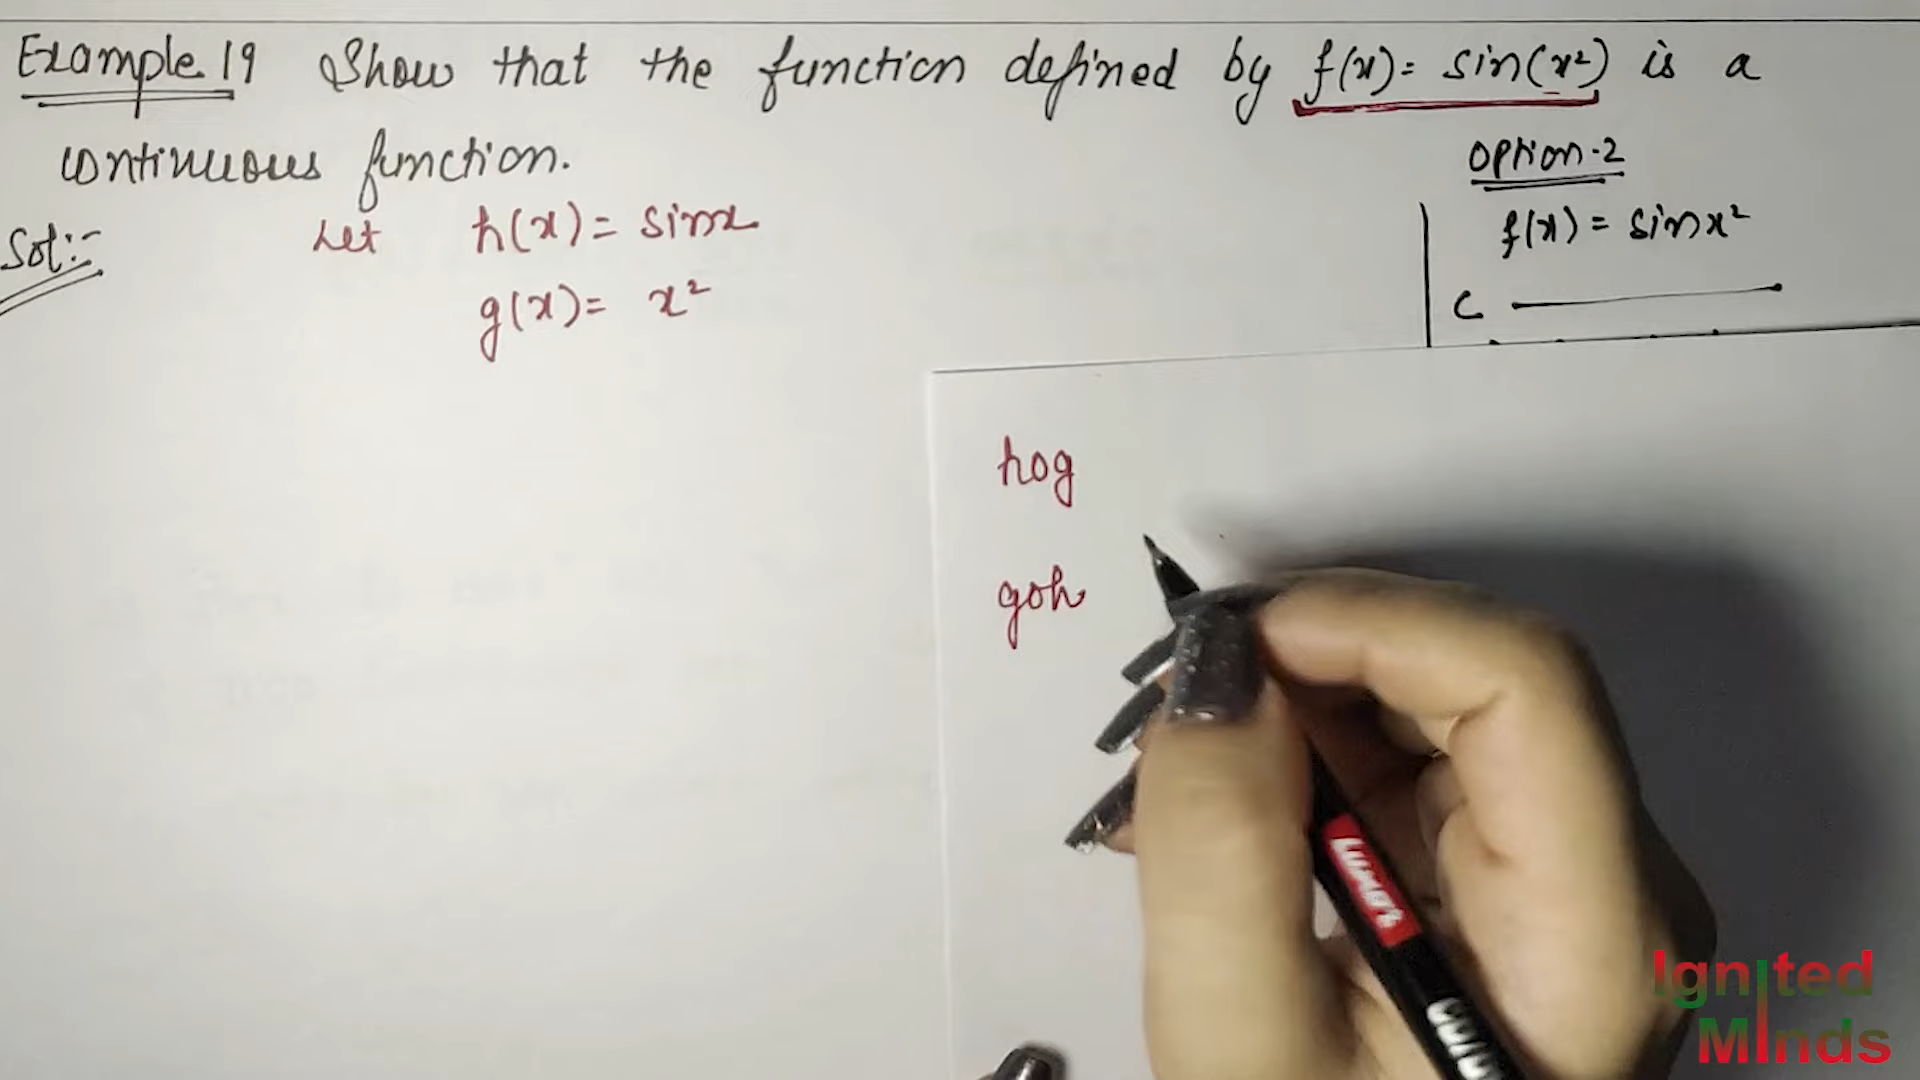 Example 19 Show that the function defined by f(x) = sin(x²) is a
continuous function.
Option-2
Sol:-
Let h(x) = sinx
f(x) = sinx²
g(x) = x²
C
hog
goh
Ignited
Minds